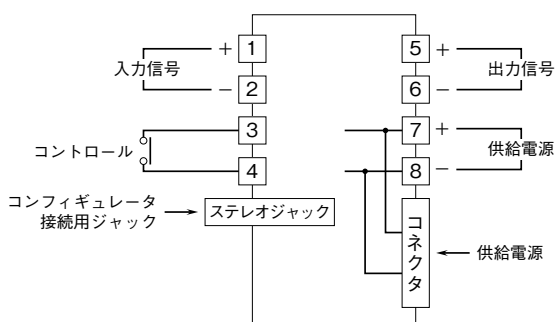 入力信号
+ 1
− 2
コントロール
3
4
コンフィギュレータ
接続用ジャック
ステレオジャック
5 +
6 −
出力信号
7 +
8 −
供給電源
コネクタ
供給電源